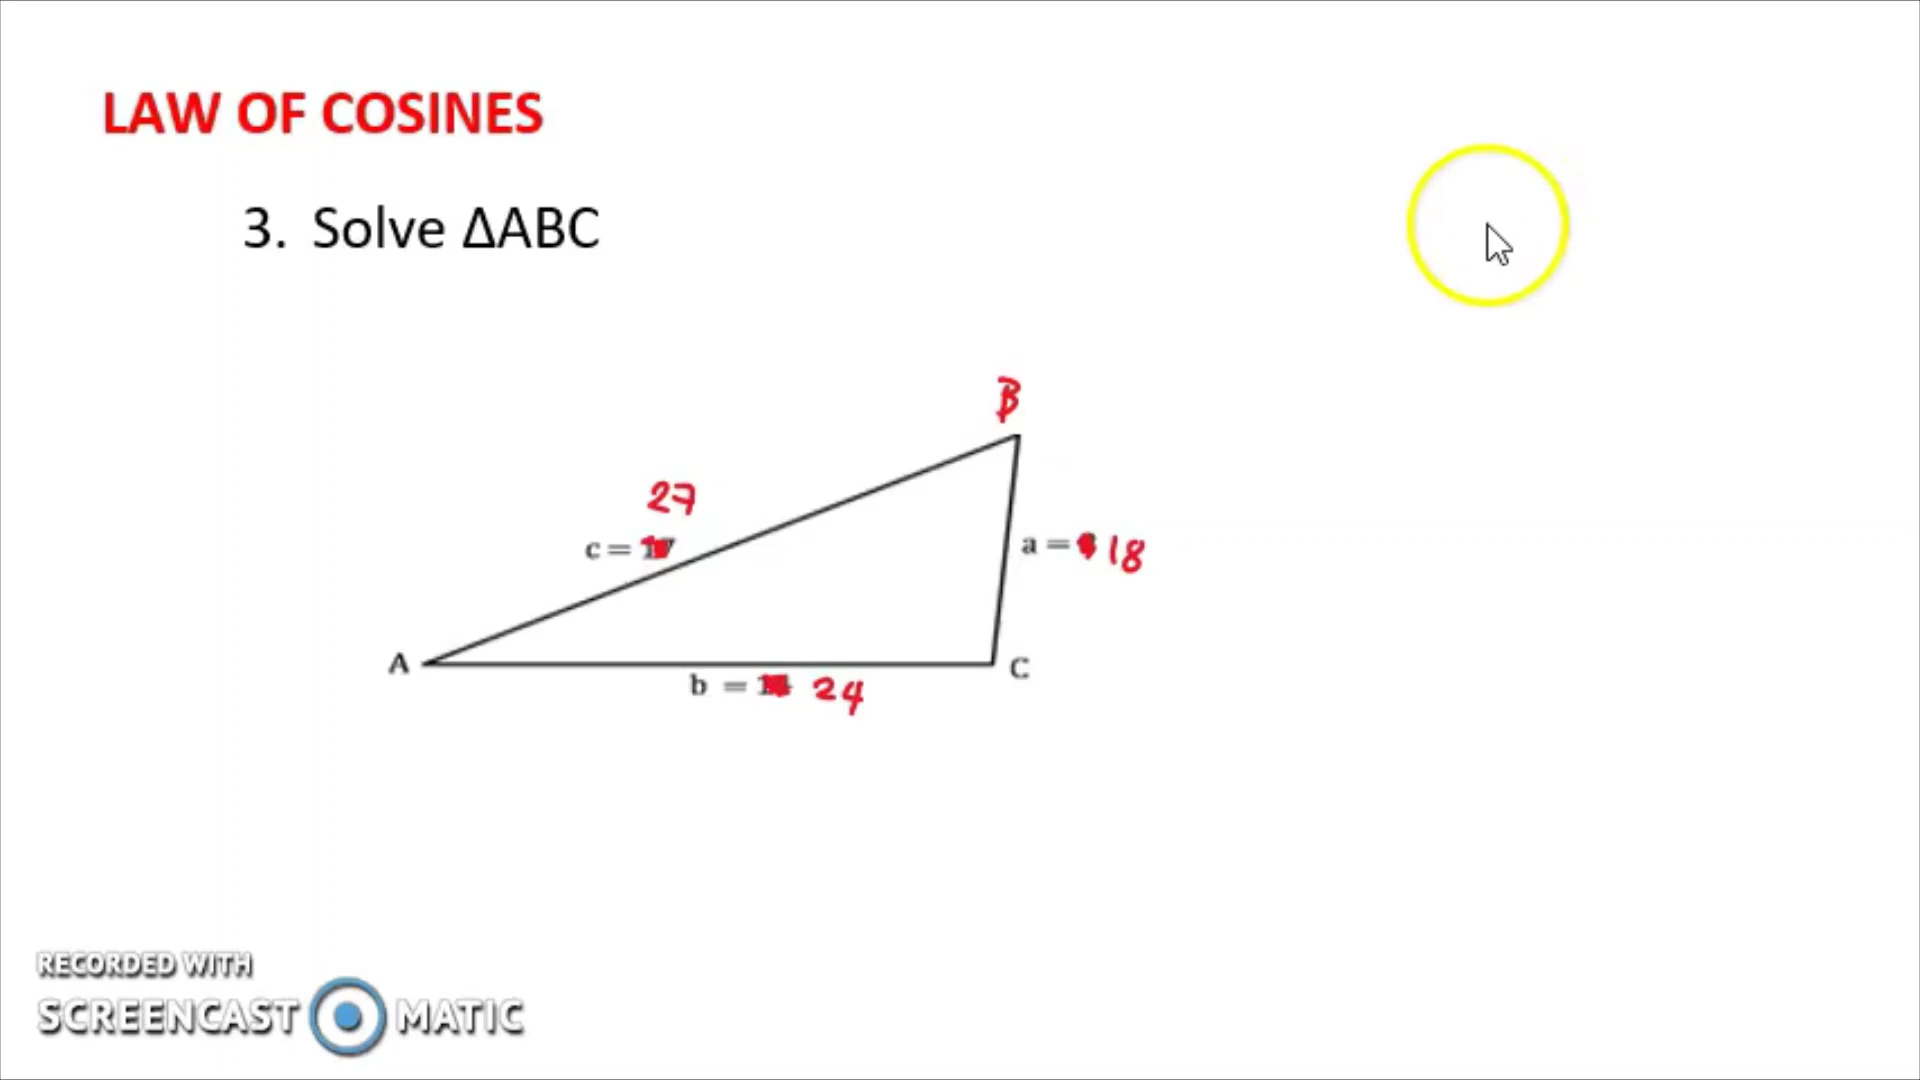 LAW OF COSINES
3. Solve ΔABC
B
27
c =
a = 18
A
C
b = 24
RECORDED WITH
SCREENCAST MATIC